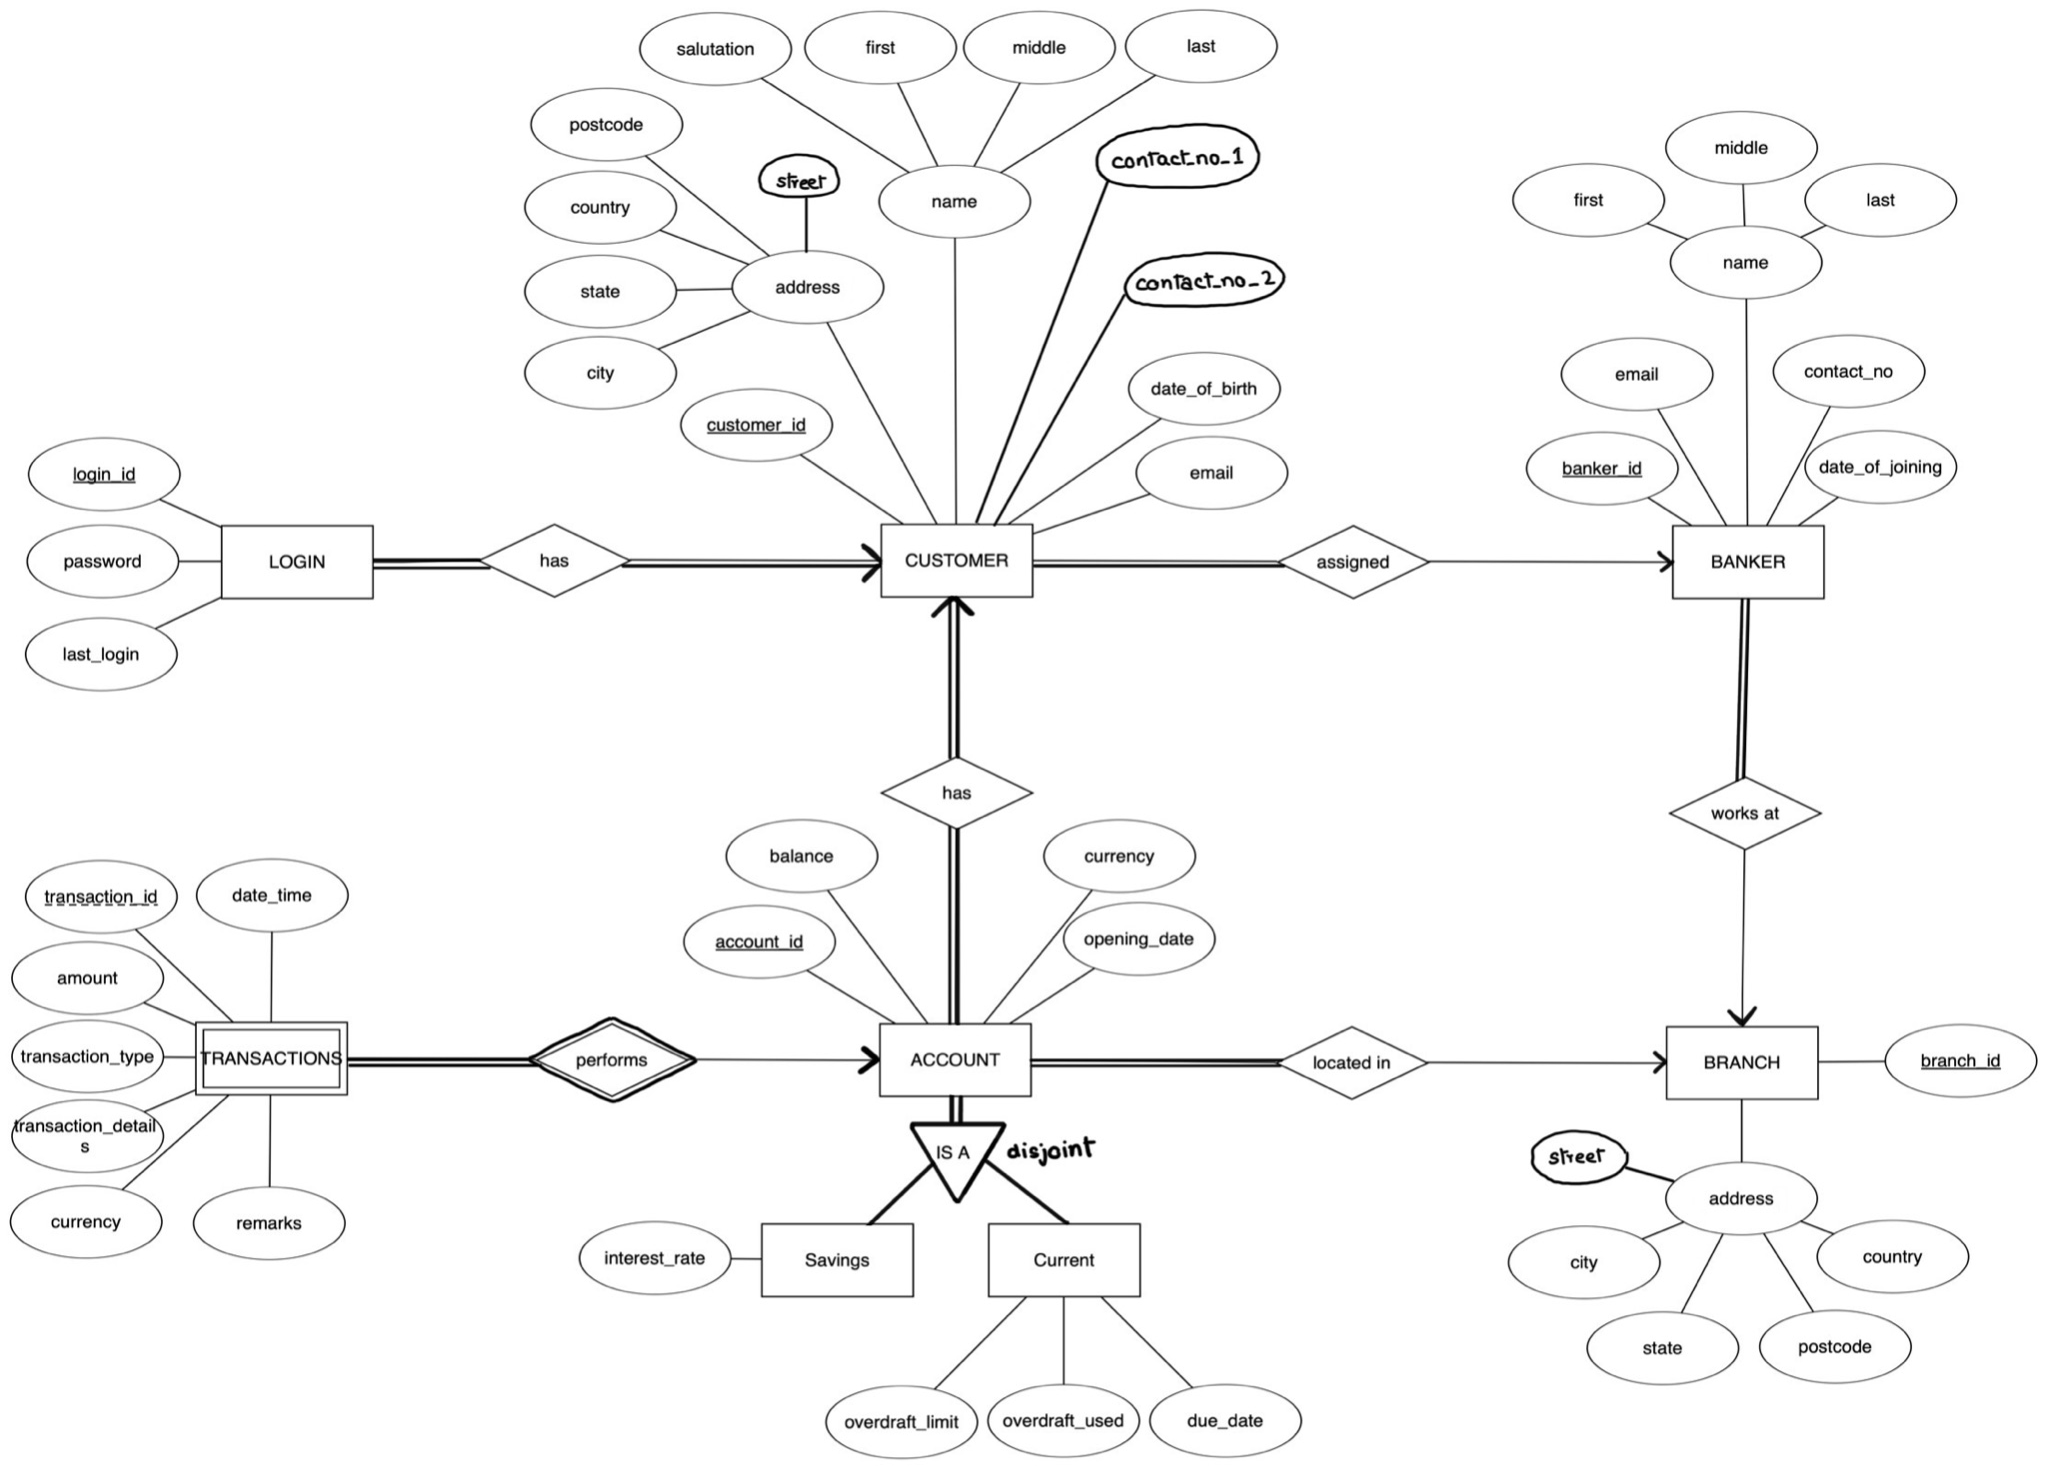 salutation
first
middle
last
postcode
street
contact_no_1
country
name
state
address
contact_no_2
city
customer_id
date_of_birth
email
middle
first
last
name
email
contact_no
banker_id
date_of_joining
login_id
password
last_login
LOGIN
has
CUSTOMER
assigned
BANKER
has
works at
balance
currency
account_id
opening_date
transaction_id
date_time
amount
transaction_type
transaction_detail
s
currency
remarks
TRANSACTIONS
performs
ACCOUNT
located in
BRANCH
branch_id
IS A
disjoint
interest_rate
Savings
Current
overdraft_limit
overdraft_used
due_date
street
address
city
country
state
postcode